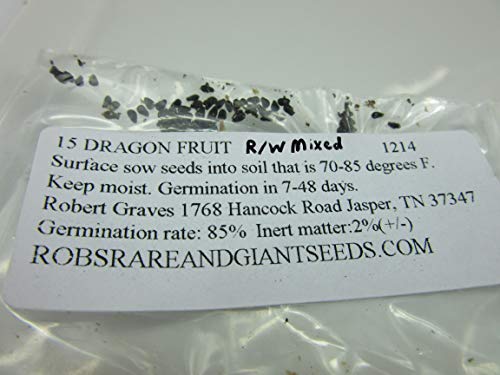 15 DRAGON FRUIT R/W Mixed 1214
Surface sow seeds into soil that is 70-85 degrees F.
Keep moist. Germination in 7-48 days.
Robert Graves 1768 Hancock Road Jasper, TN 37347
Germination rate: 85% Inert matter:2%(+/-)
ROBSRAREANDGIANTSEEDS.COM